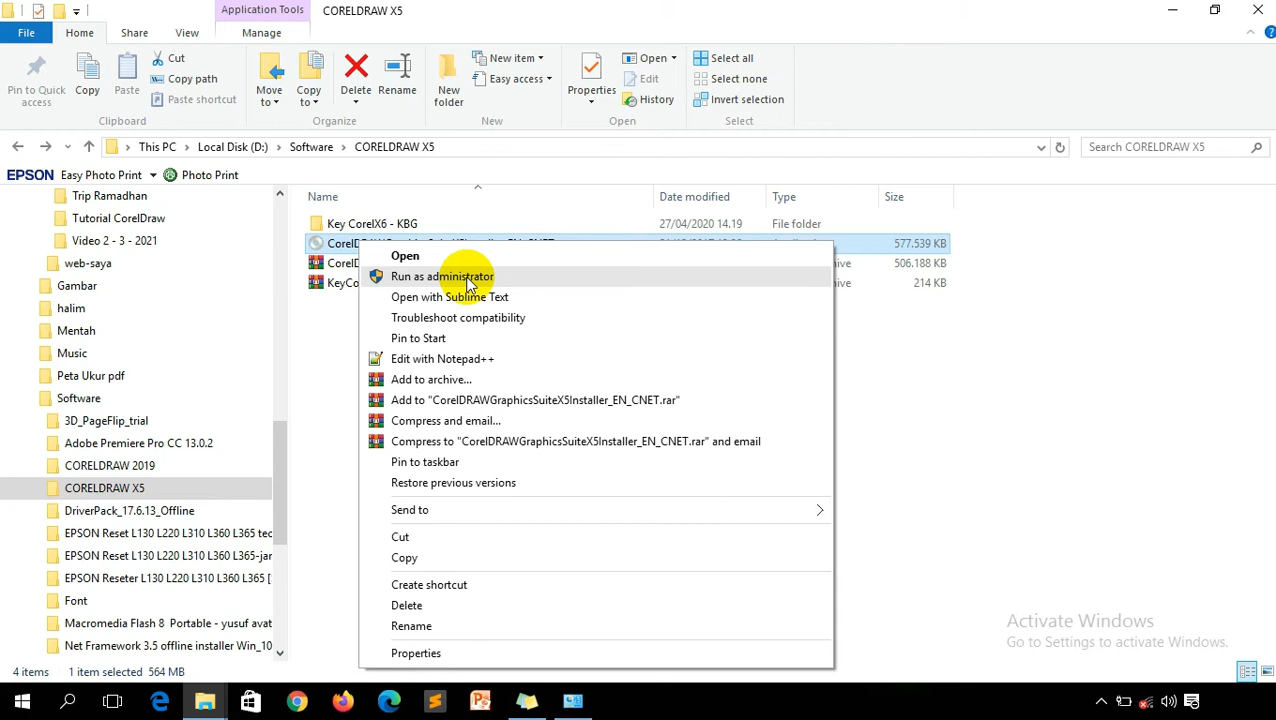 Application Tools
CORELDRAW X5
File
Home
Share
View
Manage
Pin to Quick access
Copy
Paste
Cut
Copy path
Paste shortcut
Clipboard
Move to
Copy to
Delete
Rename
Organize
New folder
New item
Easy access
New
Properties
Open
Edit
History
Open
Select all
Select none
Invert selection
Select
This PC
Local Disk (D:)
Software
CORELDRAW X5
Search CORELDRAW X5
EPSON Easy Photo Print Photo Print
Trip Ramadhan
Tutorial CorelDraw
Video 2 - 3 - 2021
web-saya
Gambar
halim
Mentah
Music
Peta Ukur pdf
Software
3D_PageFlip_trial
Adobe Premiere Pro CC 13.0.2
CORELDRAW 2019
CORELDRAW X5
DriverPack_17.6.13_Offline
EPSON Reset L130 L220 L310 L360 L365 tec
EPSON Reset L130 L220 L310 L360 L365-jar
EPSON Reseter L130 L220 L310 L360 L365 [
Font
Macromedia Flash 8 Portable - yusuf avat
Net Framework 3.5 offline installer Win_10
Name Date modified Type Size
Key CorelX6 - KBG 27/04/2020 14.19 File folder
577.539 KB
506.188 KB
214 KB
Open
Run as administrator
Open with Sublime Text
Troubleshoot compatibility
Pin to Start
Edit with Notepad++
Add to archive...
Add to "CorelDRAWGraphicsSuiteX5Installer_EN_CNET.rar"
Compress and email...
Compress to "CorelDRAWGraphicsSuiteX5Installer_EN_CNET.rar" and email
Pin to taskbar
Restore previous versions
Send to
Cut
Copy
Create shortcut
Delete
Rename
Properties
Activate Windows
Go to Settings to activate Windows.
4 items 1 item selected 564 MB